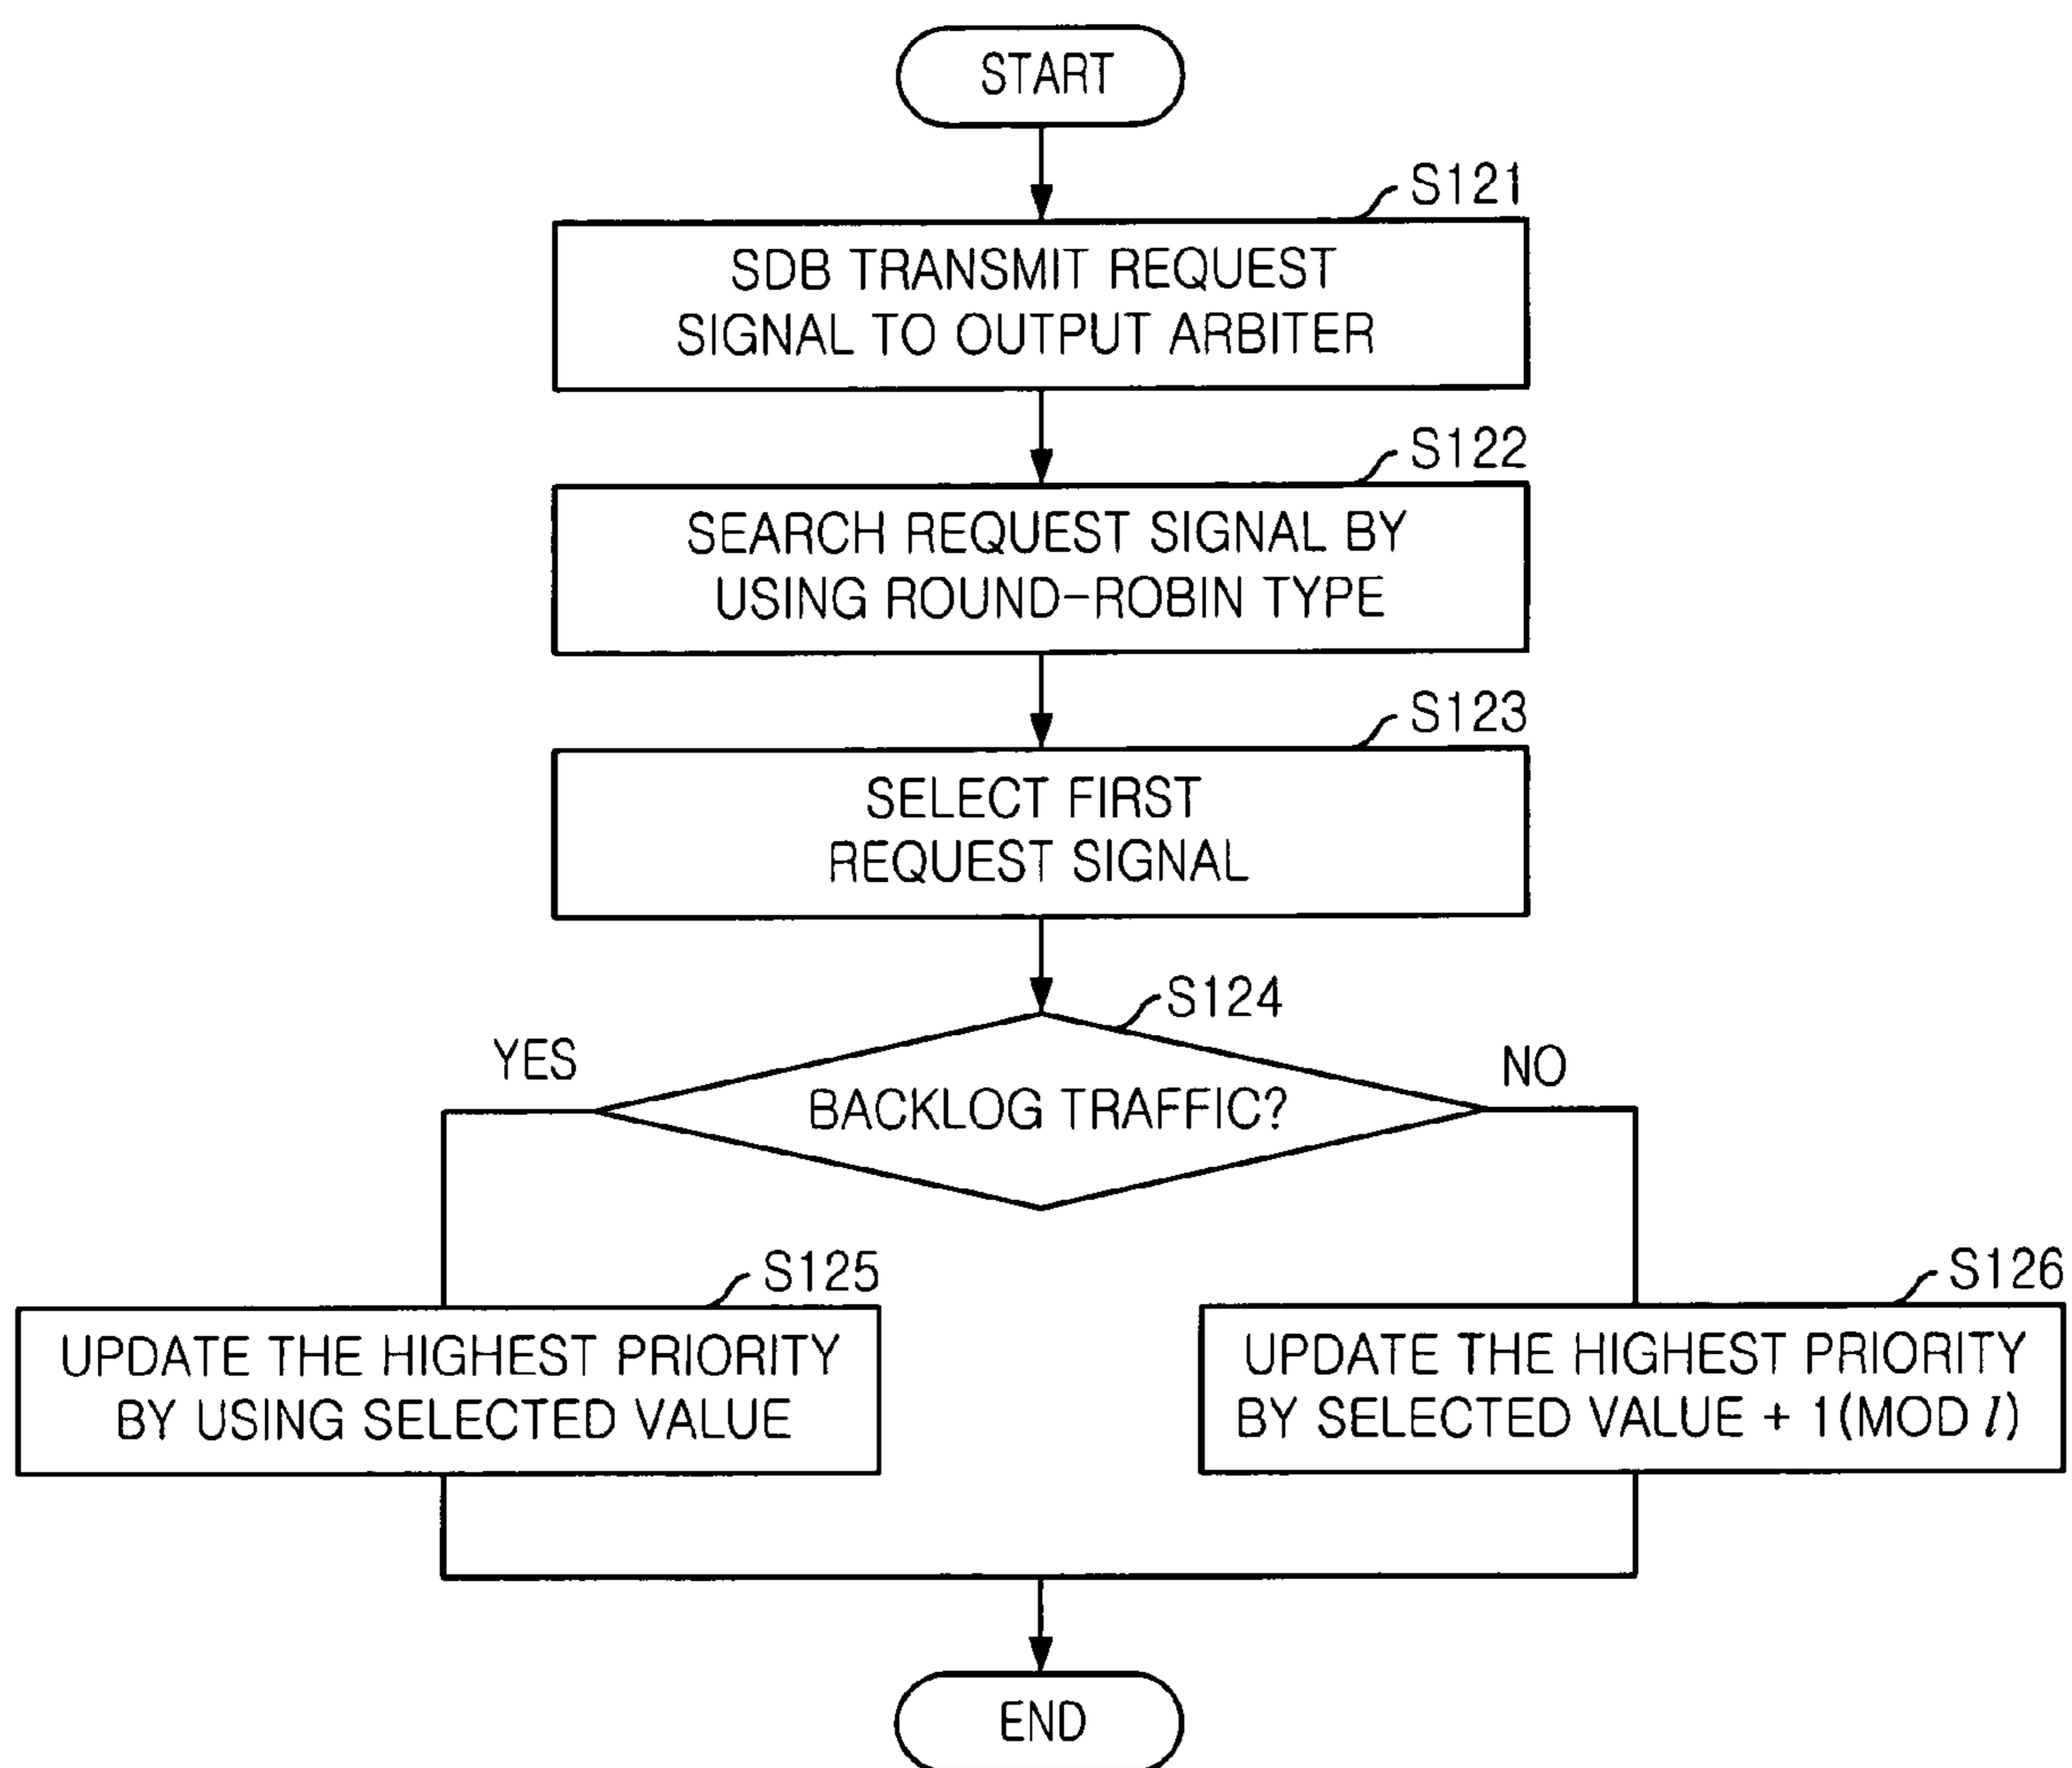 START
S121
SDB TRANSMIT REQUEST
SIGNAL TO OUTPUT ARBITER
S122
SEARCH REQUEST SIGNAL BY
USING ROUND-ROBIN TYPE
S123
SELECT FIRST
REQUEST SIGNAL
S124
YES
BACKLOG TRAFFIC?
NO
S125
UPDATE THE HIGHEST PRIORITY
BY USING SELECTED VALUE
S126
UPDATE THE HIGHEST PRIORITY
BY SELECTED VALUE + 1(MOD l)
END